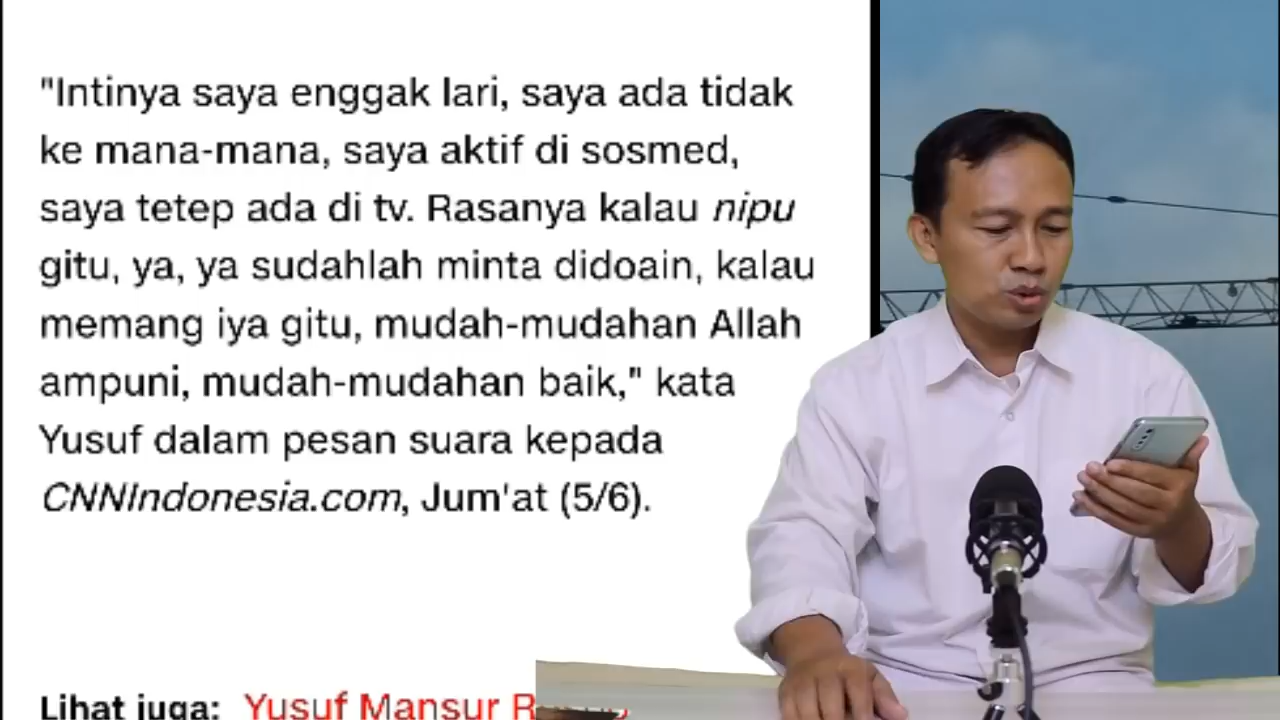 "Intinya saya enggak lari, saya ada tidak
ke mana-mana, saya aktif di sosmed,
saya tetep ada di tv. Rasanya kalau nipu
gitu, ya, ya sudahlah minta didoain, kalau
memang iya gitu, mudah-mudahan Allah
ampuni, mudah-mudahan baik," kata
Yusuf dalam pesan suara kepada
CNNIndonesia.com, Jum'at (5/6).
Lihat juga: Yusuf Mansur